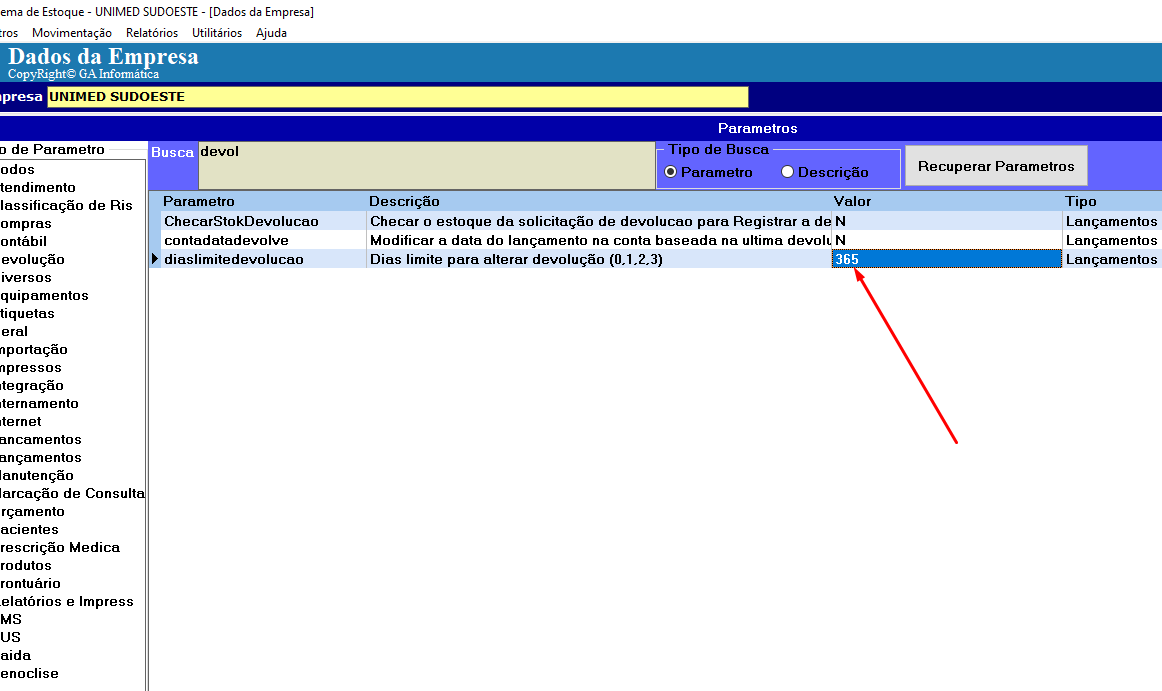 ema de Estoque - UNIMED SUDOESTE - [Dados da Empresa]
tros Movimentação Relatórios Utilitários Ajuda
Dados da Empresa
CopyRight© GA Informática
presa UNIMED SUDOESTE
Parametros
o de Parametro
odos
tendimento
lassificação de Ris
ompras
ontábil
evolução
iversos
quipamentos
tiquetas
eral
mportação
mpressos
ntegração
nternamento
nternet
ancamentos
ançamentos
lanutenção
larcação de Consulta
rçamento
acientes
rescrição Medica
rodutos
rontuário
elatórios e Impress
MS
US
aida
enoclise
Busca devol
Tipo de Busca
Parametro Descrição
Recuperar Parametros
Parametro Descrição Valor Tipo
ChecarStokDevolucao Checar o estoque da solicitação de devolucao para Registrar a de N Lançamentos
contadatadevolve Modificar a data do lançamento na conta baseada na ultima devolu N Lançamentos
diaslimitedevolucao Dias limite para alterar devolução (0,1,2,3) 365 Lançamentos